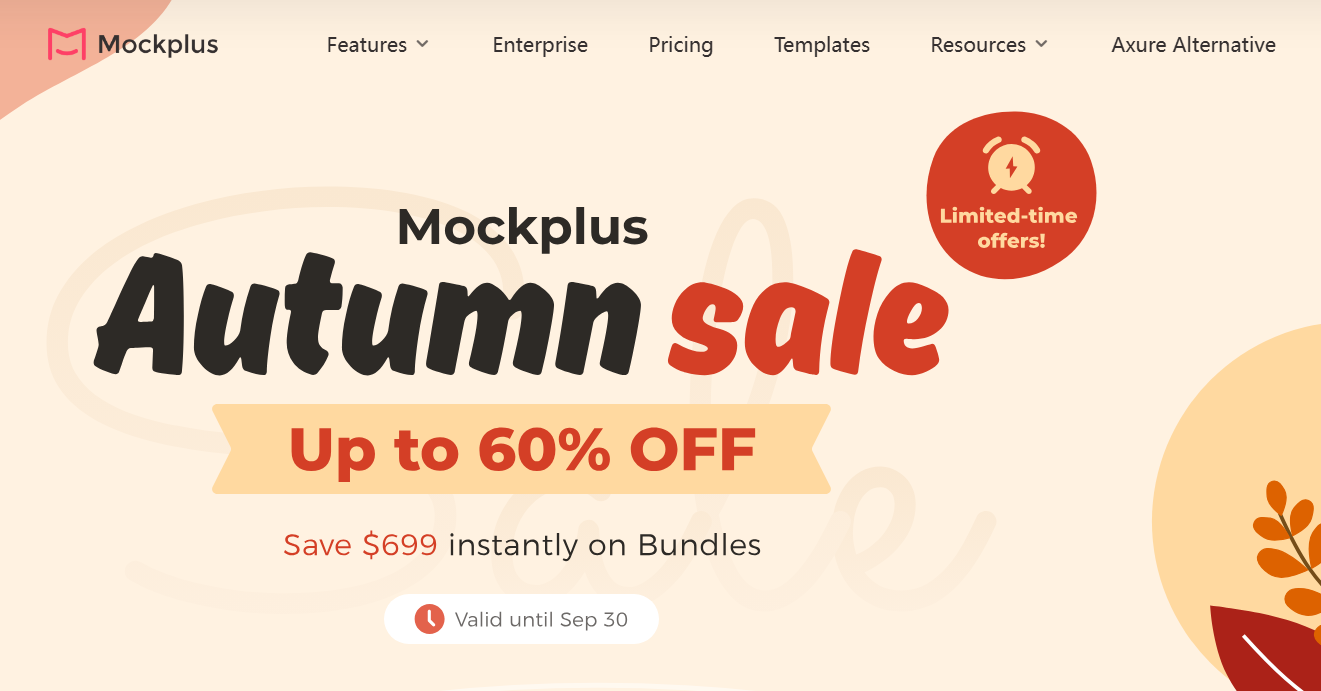 Mockplus
Features
Enterprise
Pricing
Templates
Resources
Axure Alternative
Limited-time
offers!
Mockplus
Autumn sale
Up to 60% OFF
Save $699 instantly on Bundles
Valid until Sep 30
Sale